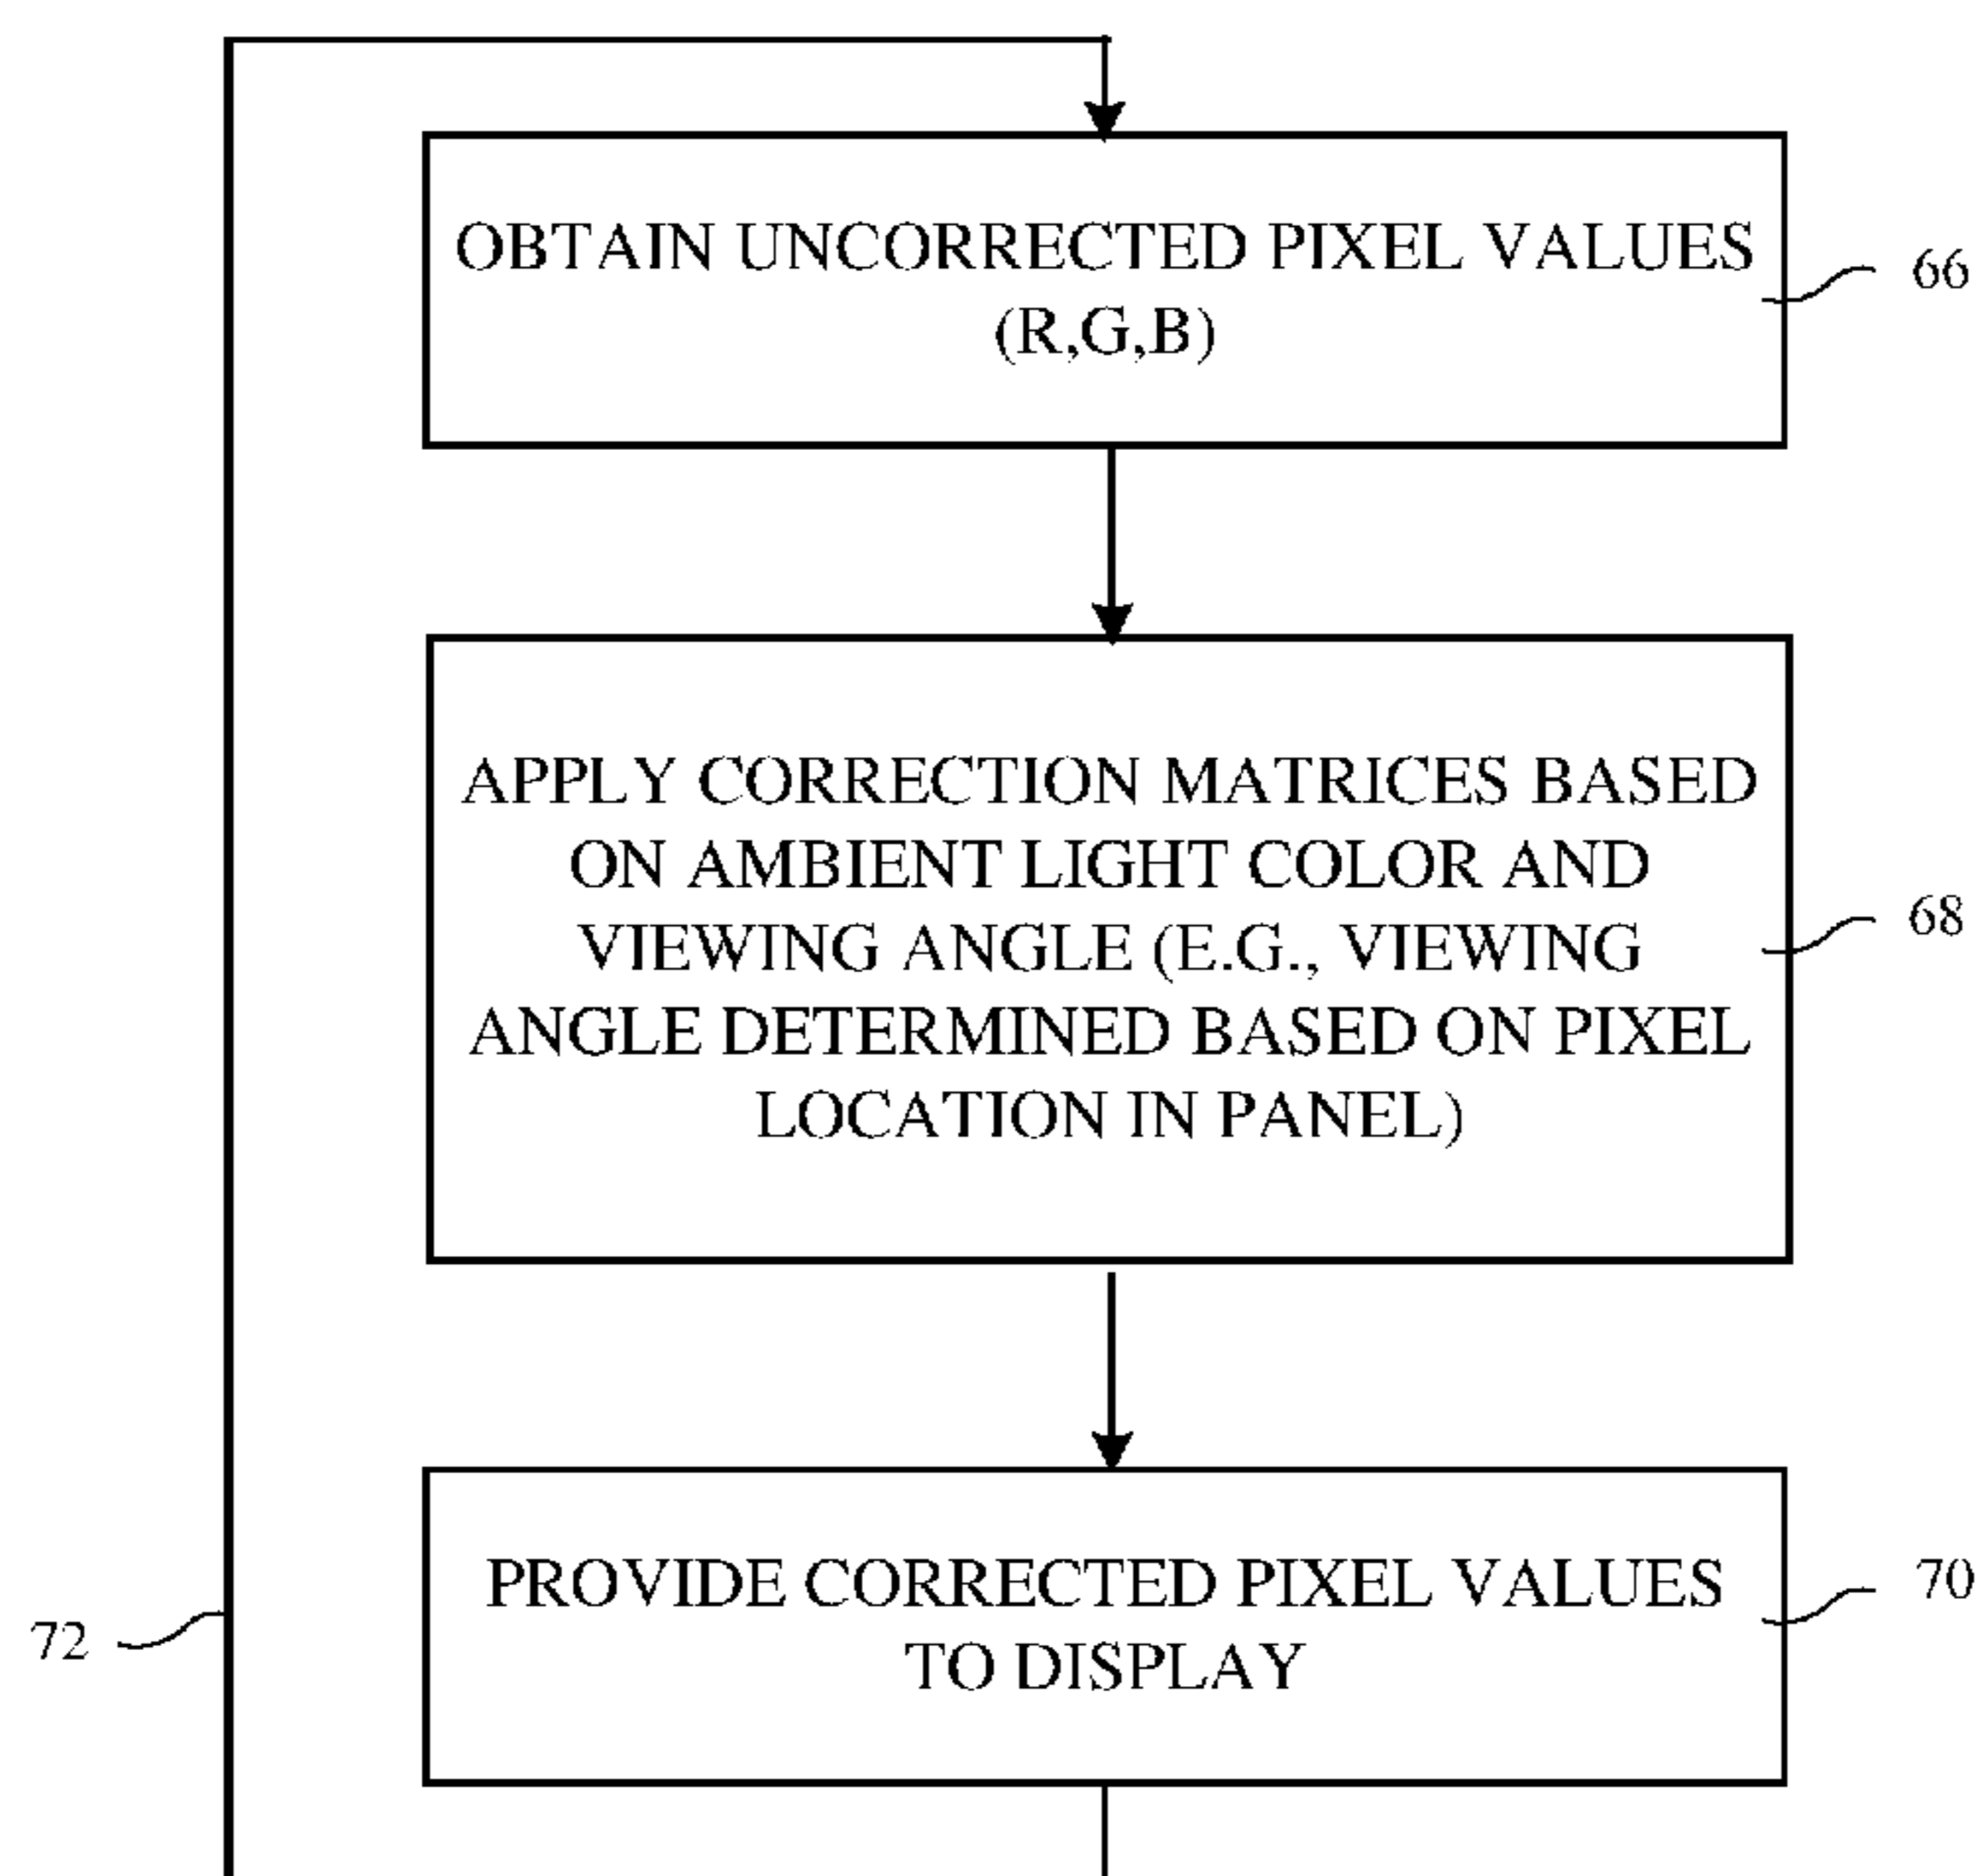 OBTAIN UNCORRECTED PIXEL VALUES
(R,G,B)
66
APPLY CORRECTION MATRICES BASED
ON AMBIENT LIGHT COLOR AND
VIEWING ANGLE (E.G., VIEWING
ANGLE DETERMINED BASED ON PIXEL
LOCATION IN PANEL)
68
PROVIDE CORRECTED PIXEL VALUES
TO DISPLAY
70
72